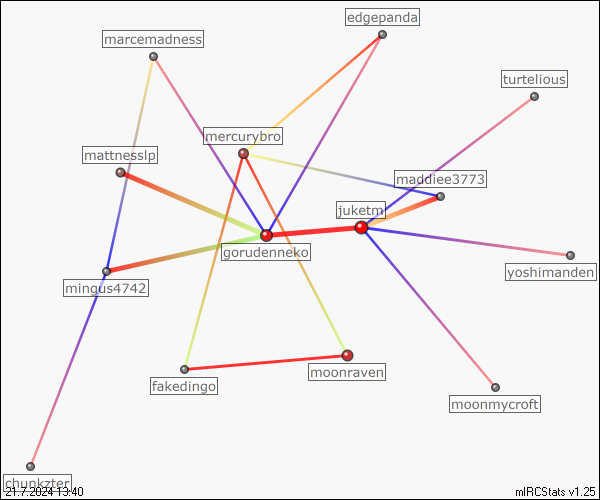 edgepanda
marcemadness
turtelious
mercurybro
mattnesslp
maddiee3773
juketm
gorudenneko
yoshimanden
mingus4742
moonraven
fakedingo
moonmycroft
chunkzter
21.7.2024 13:40
mIRCStats v1.25